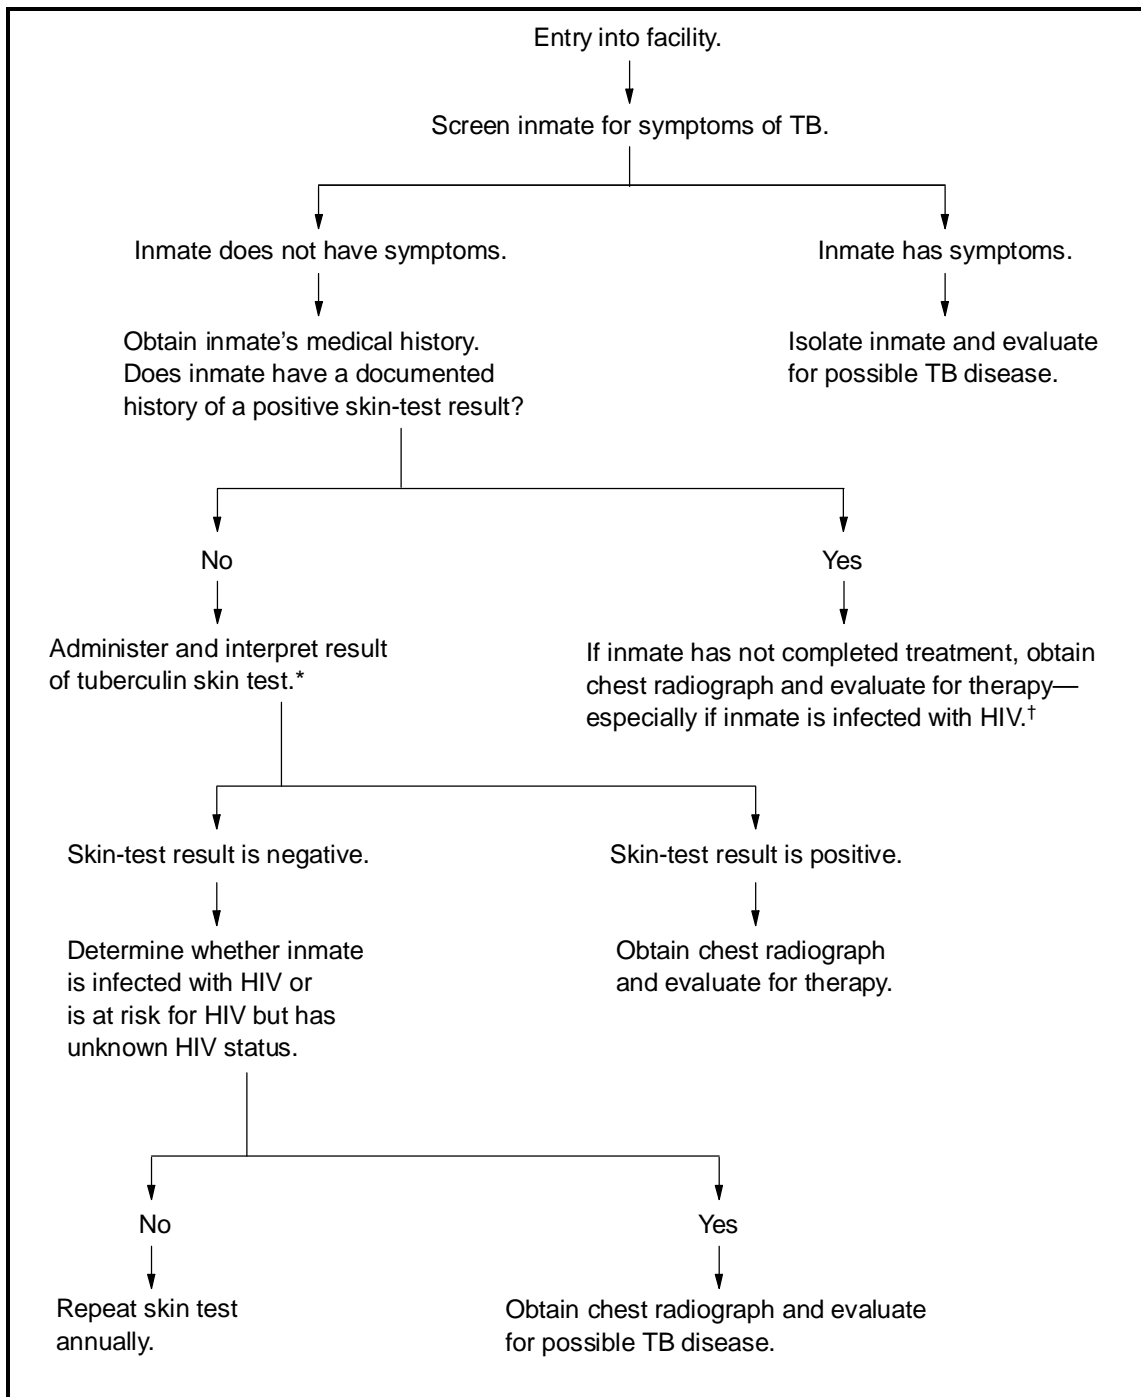 Entry into facility.
Screen inmate for symptoms of TB.
Inmate does not have symptoms.
Inmate has symptoms.
Obtain inmate’s medical history.
Does inmate have a documented
history of a positive skin-test result?
Isolate inmate and evaluate
for possible TB disease.
No
Yes
Administer and interpret result
of tuberculin skin test.*
If inmate has not completed treatment, obtain
chest radiograph and evaluate for therapy—
especially if inmate is infected with HIV.†
Skin-test result is negative.
Skin-test result is positive.
Determine whether inmate
is infected with HIV or
is at risk for HIV but has
unknown HIV status.
Obtain chest radiograph
and evaluate for therapy.
No
Yes
Repeat skin test
annually.
Obtain chest radiograph and evaluate
for possible TB disease.